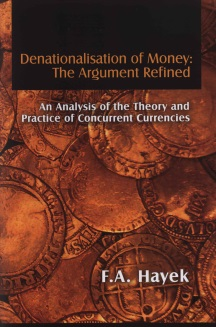 Denationalisation of Money:
The Argument Refined
An Analysis of the Theory and
Practice of Concurrent Currencies
F.A. Hayek